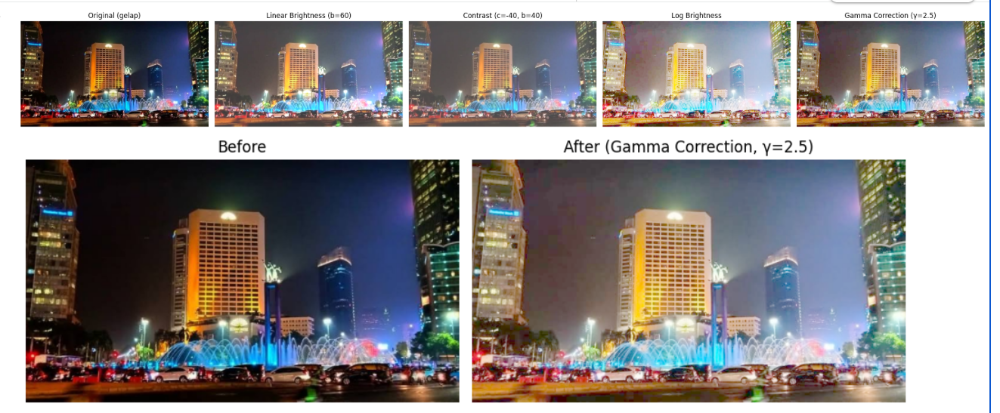 Original (gelap)
Linear Brightness (b=60)
Contrast (c=-40, b=40)
Log Brightness
Gamma Correction (γ=2.5)
Before
After (Gamma Correction, γ=2.5)